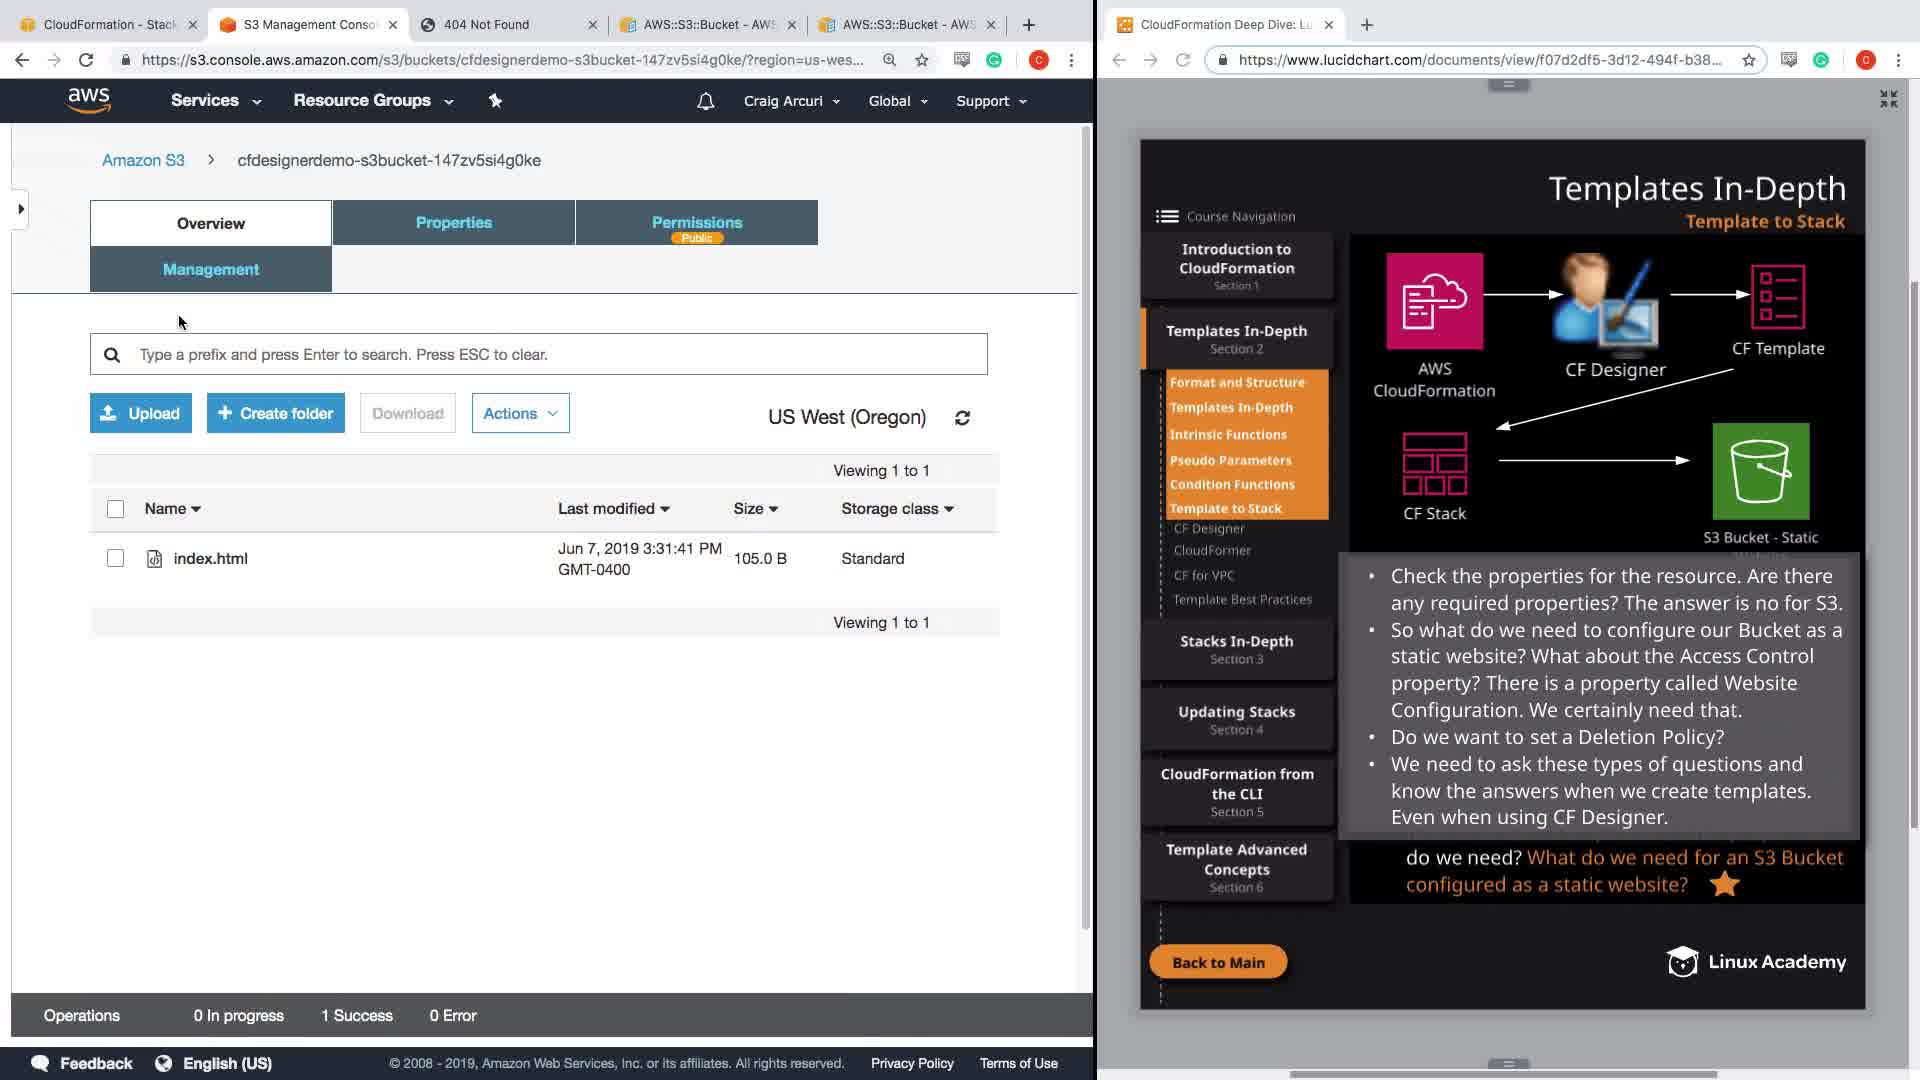 CloudFormation - Stack
S3 Management Conso
404 Not Found
AWS::S3::Bucket - AWS
AWS::S3::Bucket - AWS
https://s3.console.aws.amazon.com/s3/buckets/cfdesignerdemo-s3bucket-147zv5si4g0ke/?region=us-wes...
C
aws
Services
Resource Groups
Craig Arcuri
Global
Support
Amazon S3
cfdesignerdemo-s3bucket-147zv5si4g0ke
Overview
Properties
Permissions
Public
Management
Type a prefix and press Enter to search. Press ESC to clear.
Upload
+ Create folder
Download
Actions
US West (Oregon)
Viewing 1 to 1
Name
Last modified
Size
Storage class
index.html
Jun 7, 2019 3:31:41 PM
GMT-0400
105.0 B
Standard
Viewing 1 to 1
Operations
0 In progress
1 Success
0 Error
Feedback
English (US)
© 2008 - 2019, Amazon Web Services, Inc. or its affiliates. All rights reserved.
Privacy Policy
Terms of Use
CloudFormation Deep Dive: Lu
https://www.lucidchart.com/documents/view/f07d2df5-3d12-494f-b38...
C
Templates In-Depth
Template to Stack
Course Navigation
Introduction to
CloudFormation
Section 1
Templates In-Depth
Section 2
Format and Structure
Templates In-Depth
Intrinsic Functions
Pseudo Parameters
Condition Functions
Template to Stack
CF Designer
CloudFormer
CF for VPC
Template Best Practices
Stacks In-Depth
Section 3
Updating Stacks
Section 4
CloudFormation from
the CLI
Section 5
Template Advanced
Concepts
Section 6
Back to Main
AWS
CloudFormation
CF Designer
CF Template
CF Stack
S3 Bucket - Static
• Check the properties for the resource. Are there
any required properties? The answer is no for S3.
• So what do we need to configure our Bucket as a
static website? What about the Access Control
property? There is a property called Website
Configuration. We certainly need that.
• Do we want to set a Deletion Policy?
• We need to ask these types of questions and
know the answers when we create templates.
Even when using CF Designer.
do we need? What do we need for an S3 Bucket
configured as a static website?
Linux Academy